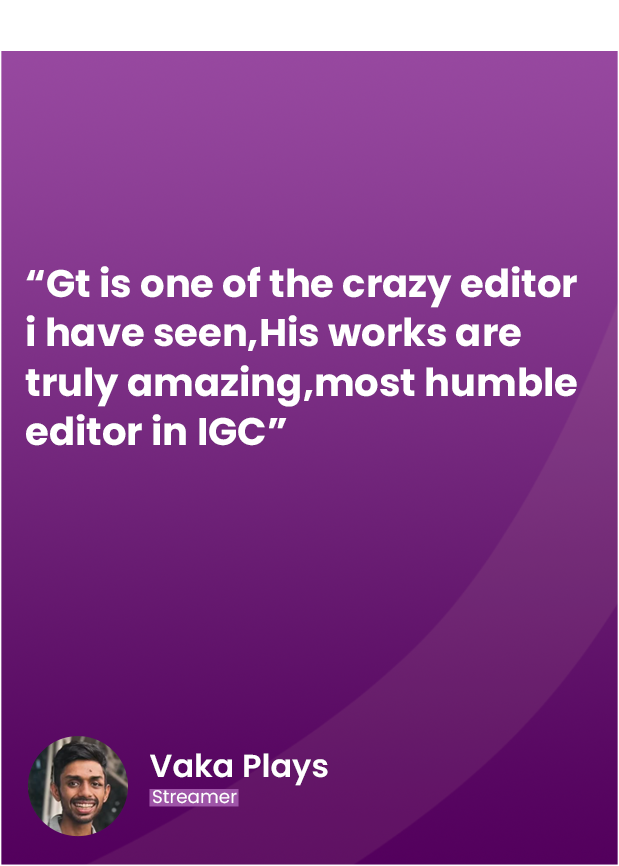 “Gt is one of the crazy editor
i have seen,His works are
truly amazing,most humble
editor in IGC”
Vaka Plays
Streamer